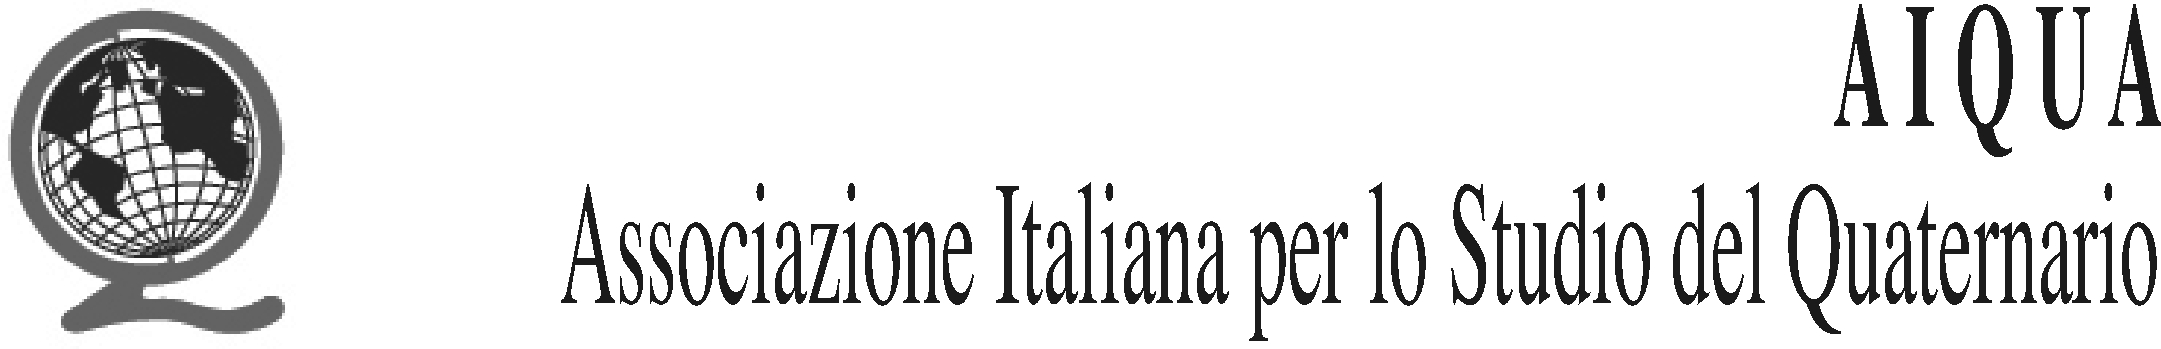 AIQUA
Associazione Italiana per lo Studio del Quaternario